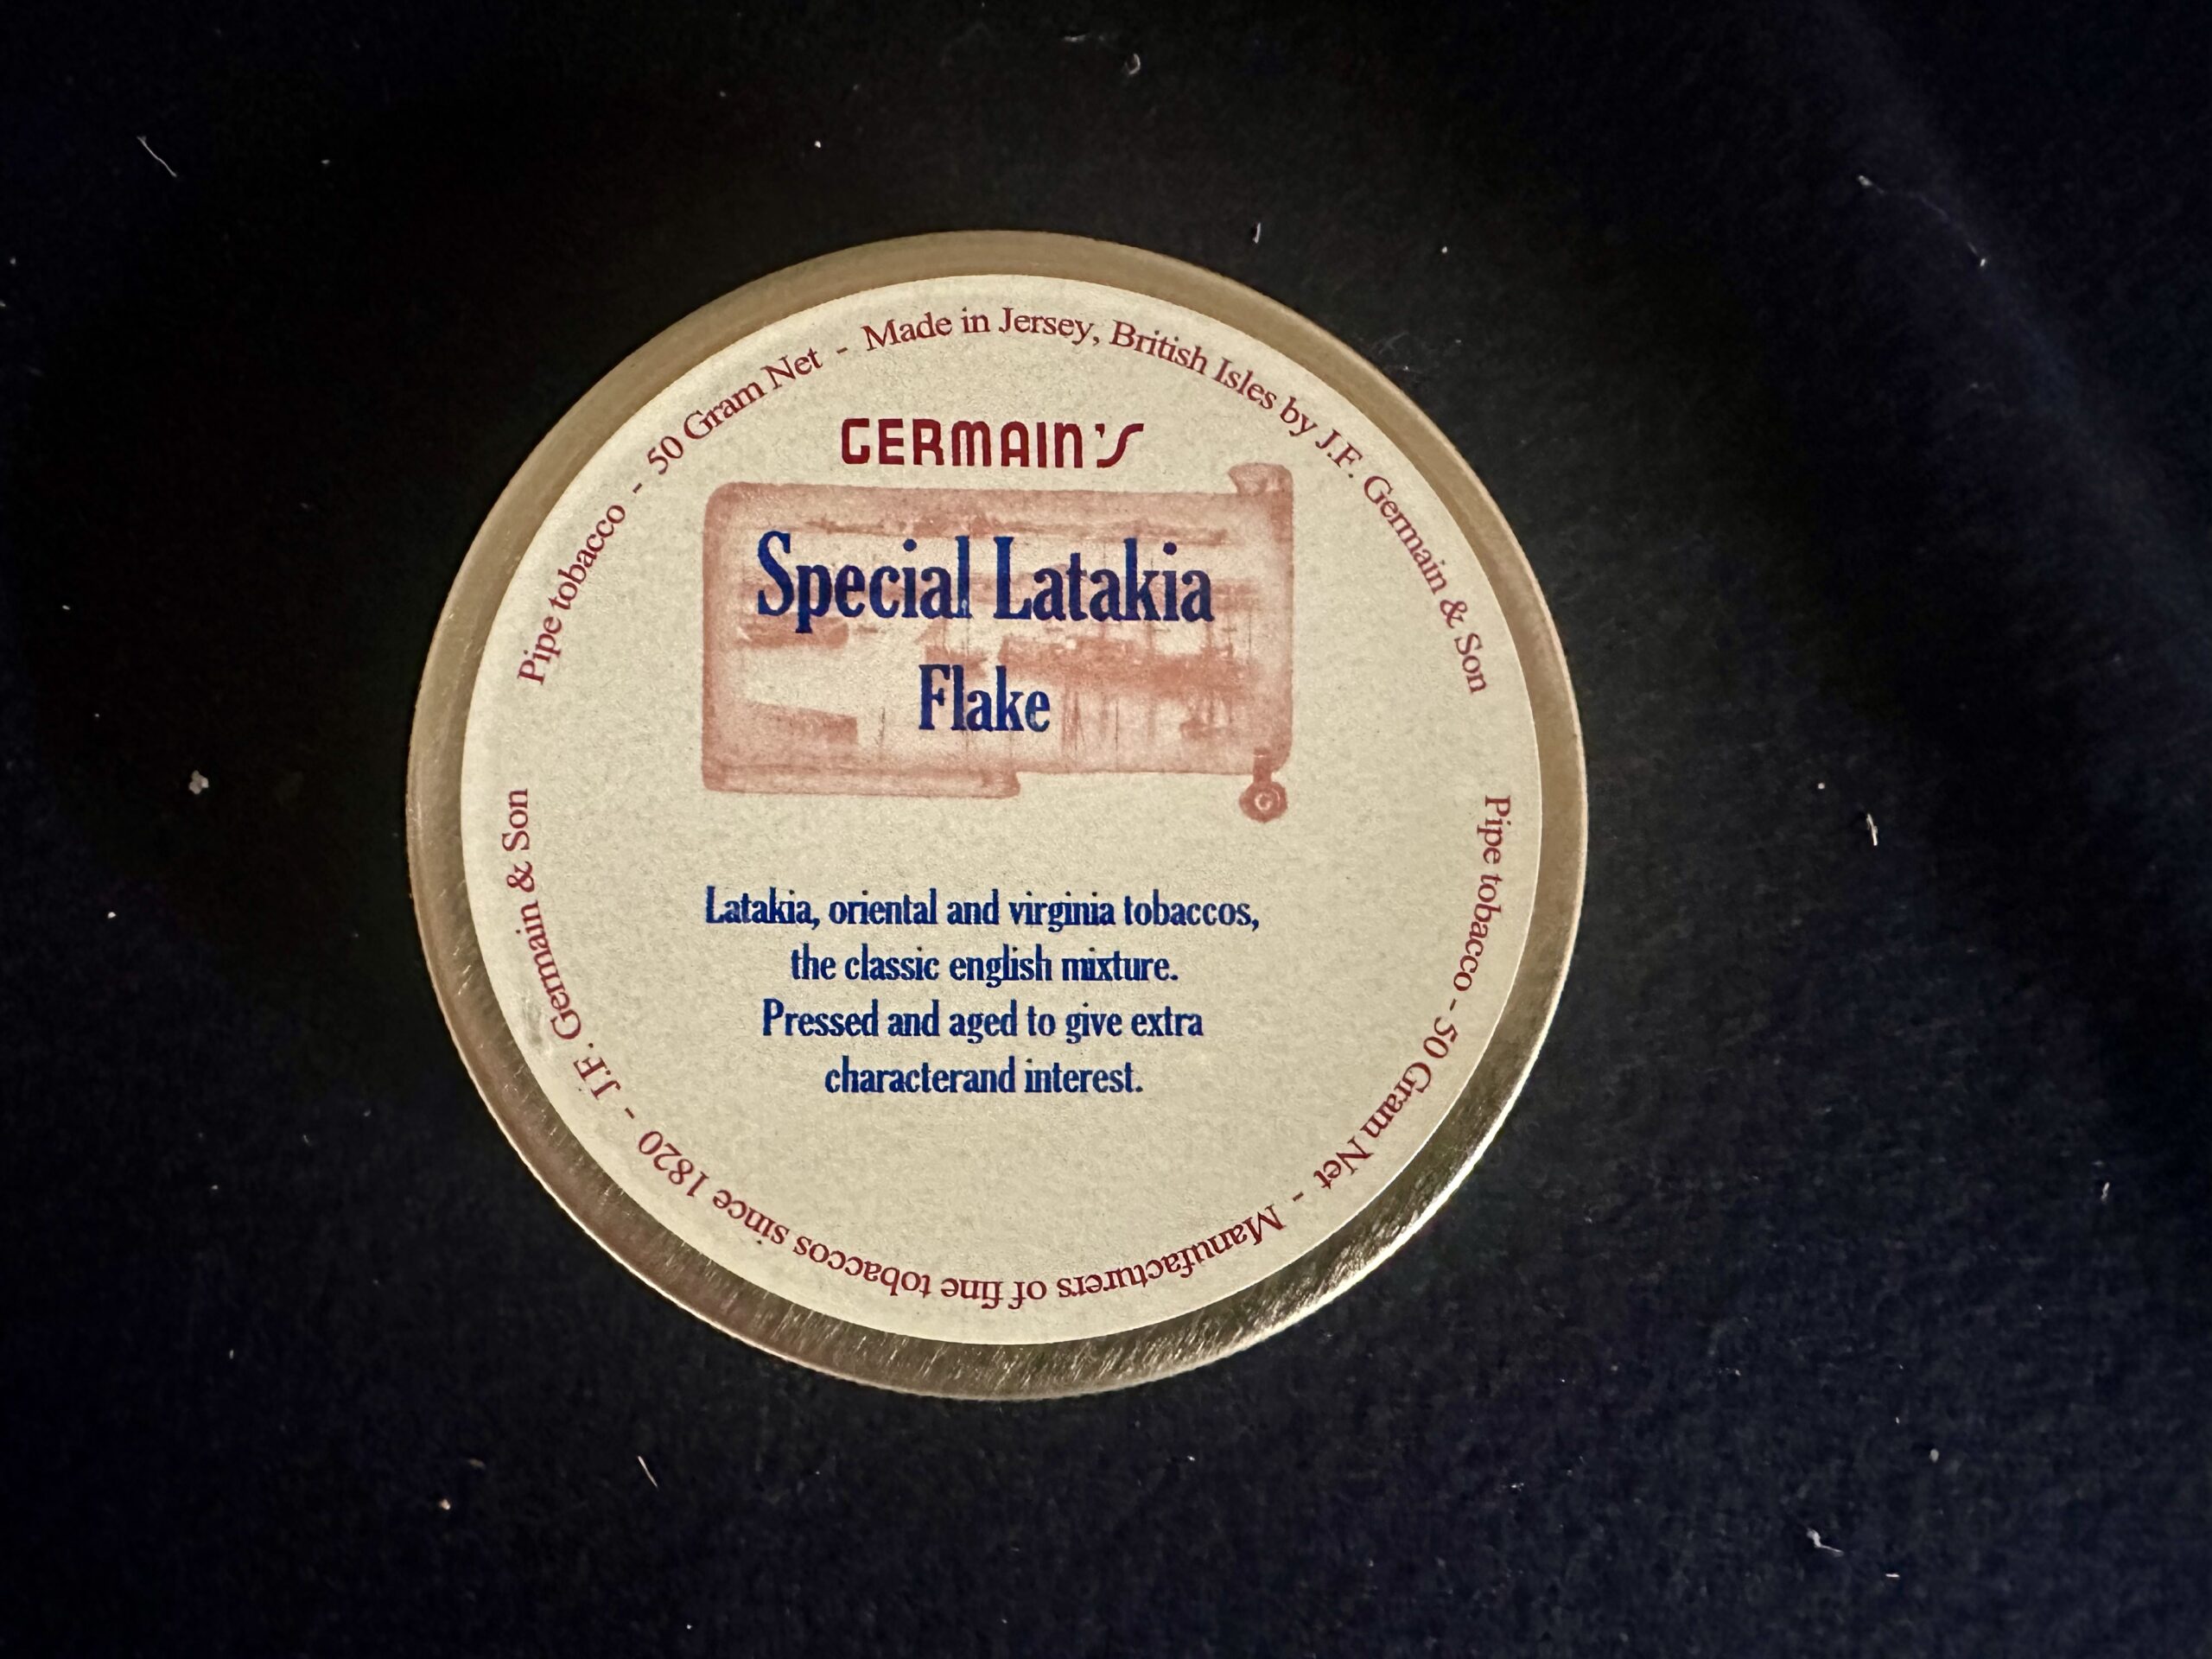 Pipe tobacco - 50 Gram Net - Made in Jersey, British Isles by J.F. Germain & Son
GERMAIN'S
Special Latakia
Flake
Latakia, oriental and virginia tobaccos,
the classic english mixture.
Pressed and aged to give extra
characterand interest.
Pipe tobacco - 50 Gram Net - Manufacturers of fine tobaccos since 1820 - J.F. Germain & Son